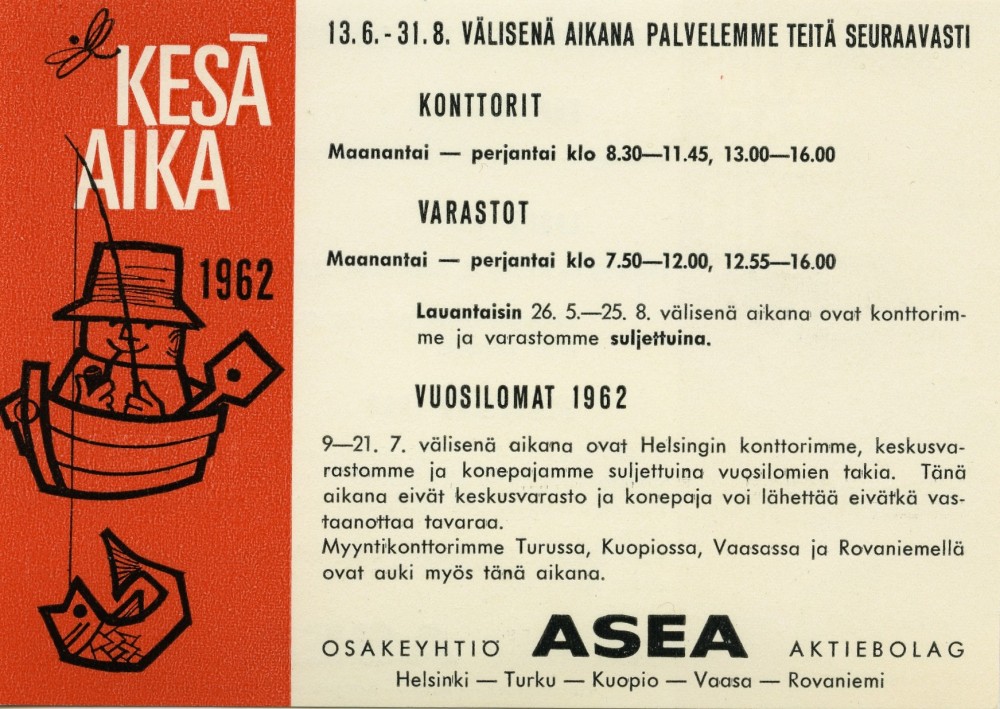 KESÄ
AIKA
1962
13.6.-31.8. VÄLISENÄ AIKANA PALVELEMME TEITÄ SEURAAVASTI
KONTTORIT
Maanantai — perjantai klo 8.30—11.45, 13.00—16.00
VARASTOT
Maanantai — perjantai klo 7.50—12.00, 12.55—16.00
Lauantaisin 26. 5.—25. 8. välisenä aikana ovat konttorim-
me ja varastomme suljettuina.
VUOSILOMAT 1962
9—21. 7. välisenä aikana ovat Helsingin konttorimme, keskusva-
rastomme ja konepajamme suljettuina vuosilomien takia. Tänä
aikana eivät keskusvarasto ja konepaja voi lähettää eivätkä vas-
taanottaa tavaraa.
Myyntikonttorimme Turussa, Kuopiossa, Vaasassa ja Rovaniemellä
ovat auki myös tänä aikana.
OSAKEYHTIÖ ASEA AKTIEBOLAG
Helsinki — Turku — Kuopio — Vaasa — Rovaniemi